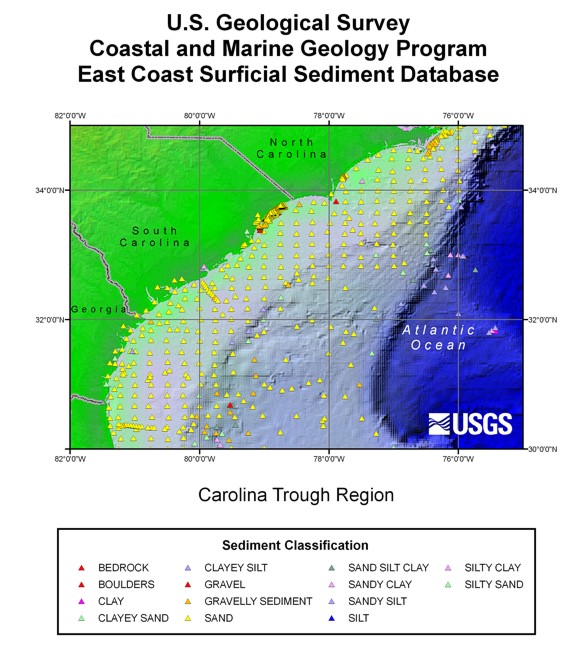 U.S. Geological Survey
Coastal and Marine Geology Program
East Coast Surficial Sediment Database
82°0'0"W 80°0'0"W 78°0'0"W 76°0'0"W
North
Carolina
34°0'0"N 34°0'0"N
South
Carolina
Georgia
32°0'0"N 32°0'0"N
Atlantic
Ocean
USGS
30°0'0"N
82°0'0"W 80°0'0"W 78°0'0"W 76°0'0"W
Carolina Trough Region
Sediment Classification
BEDROCK CLAYEY SILT SAND SILT CLAY SILTY CLAY
BOULDERS GRAVEL SANDY CLAY SILTY SAND
CLAY GRAVELLY SEDIMENT SANDY SILT
CLAYEY SAND SAND SILT